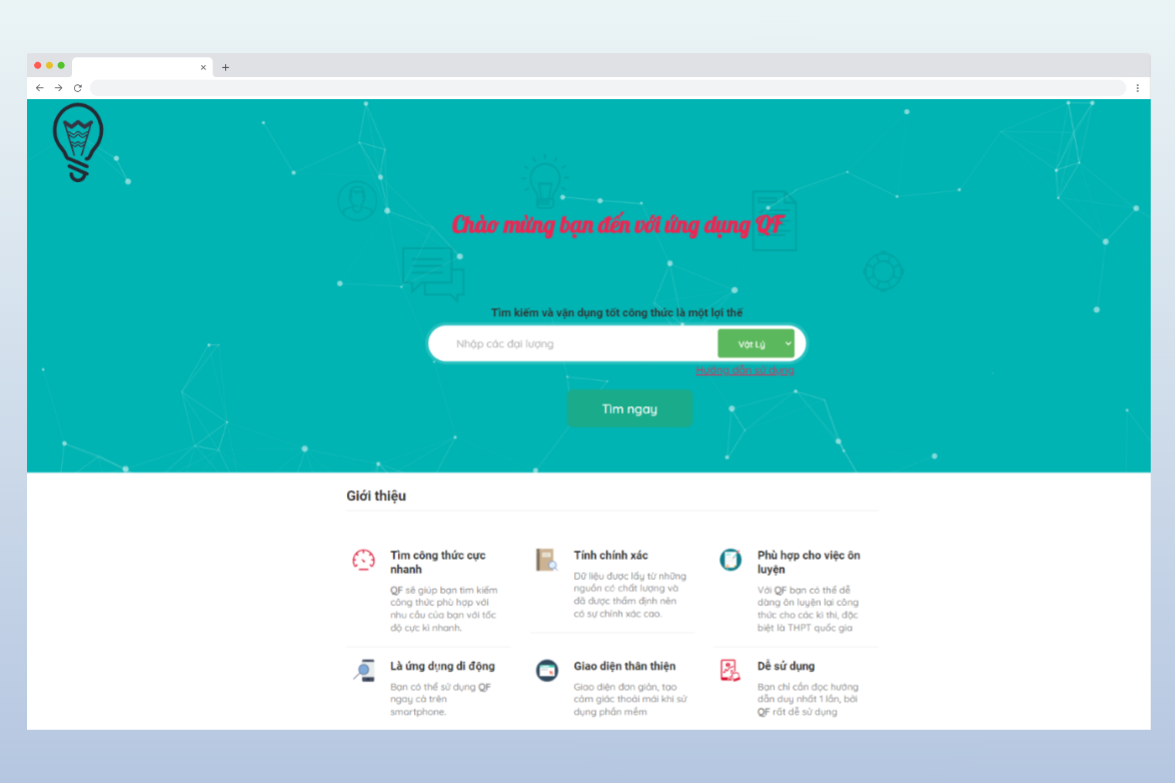 Chào mừng bạn đến với ứng dụng QF
Tìm kiếm và vận dụng tốt công thức là một lợi thế
Nhập các đại lượng
Vật Lý
Hướng dẫn sử dụng
Tìm ngay
Giới thiệu
Tìm công thức cực
nhanh
QF sẽ giúp bạn tìm kiếm
công thức phù hợp với
nhu cầu của bạn với tốc
độ cực kì nhanh.
Tính chính xác
Dữ liệu được lấy từ những
nguồn có chất lượng và
đã được thẩm định nên
có sự chính xác cao.
Phù hợp cho việc ôn
luyện
Với QF bạn có thể dễ
dàng ôn luyện lại công
thức cho các kì thi, đặc
biệt là THPT quốc gia
Là ứng dụng di động
Bạn có thể sử dụng QF
ngay cả trên
smartphone.
Giao diện thân thiện
Giao diện đơn giản, tạo
cảm giác thoải mái khi sử
dụng phần mềm
Dễ sử dụng
Bạn chỉ cần đọc hướng
dẫn duy nhất 1 lần, bởi
QF rất dễ sử dụng